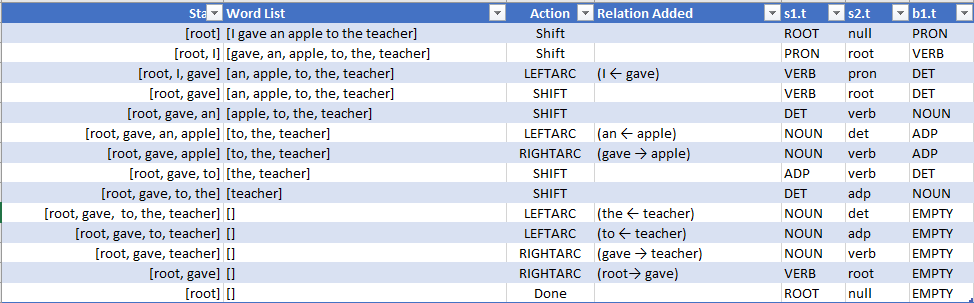 Sta Word List Action Relation Added s1.t s2.t b1.t
[root] [I gave an apple to the teacher] Shift ROOT null PRON
[root, I] [gave, an, apple, to, the, teacher] Shift PRON root VERB
[root, I, gave] [an, apple, to, the, teacher] LEFTARC (I ← gave) VERB pron DET
[root, gave] [an, apple, to, the, teacher] SHIFT VERB root DET
[root, gave, an] [apple, to, the, teacher] SHIFT DET verb NOUN
[root, gave, an, apple] [to, the, teacher] LEFTARC (an ← apple) NOUN det ADP
[root, gave, apple] [to, the, teacher] RIGHTARC (gave → apple) NOUN verb ADP
[root, gave, to] [the, teacher] SHIFT ADP verb DET
[root, gave, to, the] [teacher] SHIFT DET adp NOUN
[root, gave, to, the, teacher] [] LEFTARC (the ← teacher) NOUN det EMPTY
[root, gave, to, teacher] [] LEFTARC (to ← teacher) NOUN adp EMPTY
[root, gave, teacher] [] RIGHTARC (gave → teacher) NOUN verb EMPTY
[root, gave] [] RIGHTARC (root→ gave) VERB root EMPTY
[root] [] Done ROOT null EMPTY